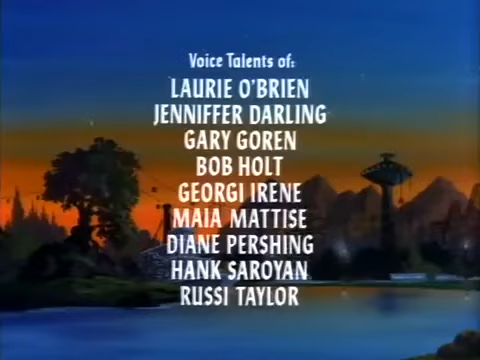 Voice Talents of:
LAURIE O'BRIEN
JENNIFFER DARLING
GARY GOREN
BOB HOLT
GEORGI IRENE
MAIA MATTISE
DIANE PERSHING
HANK SAROYAN
RUSSI TAYLOR